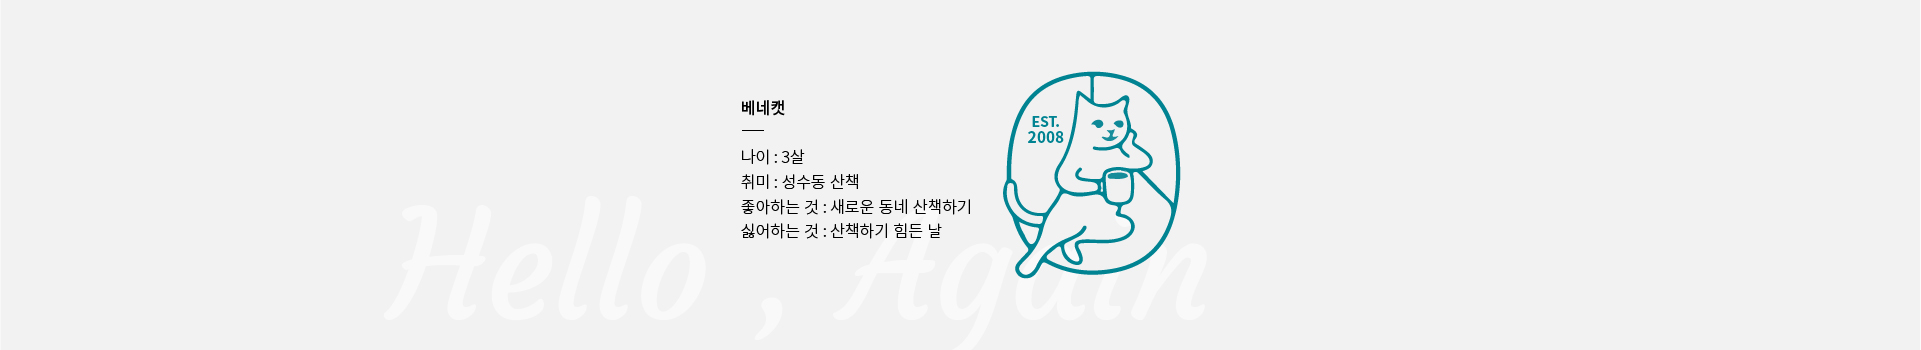 베네캣
나이 : 3살
취미 : 성수동 산책
좋아하는 것 : 새로운 동네 산책하기
싫어하는 것 : 산책하기 힘든 날
EST.
2008
Hello , Again